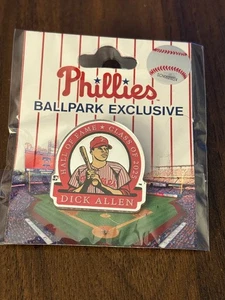 Phillies
BALLPARK EXCLUSIVE
HALL OF FAME • CLASS OF 2025
DICK ALLEN